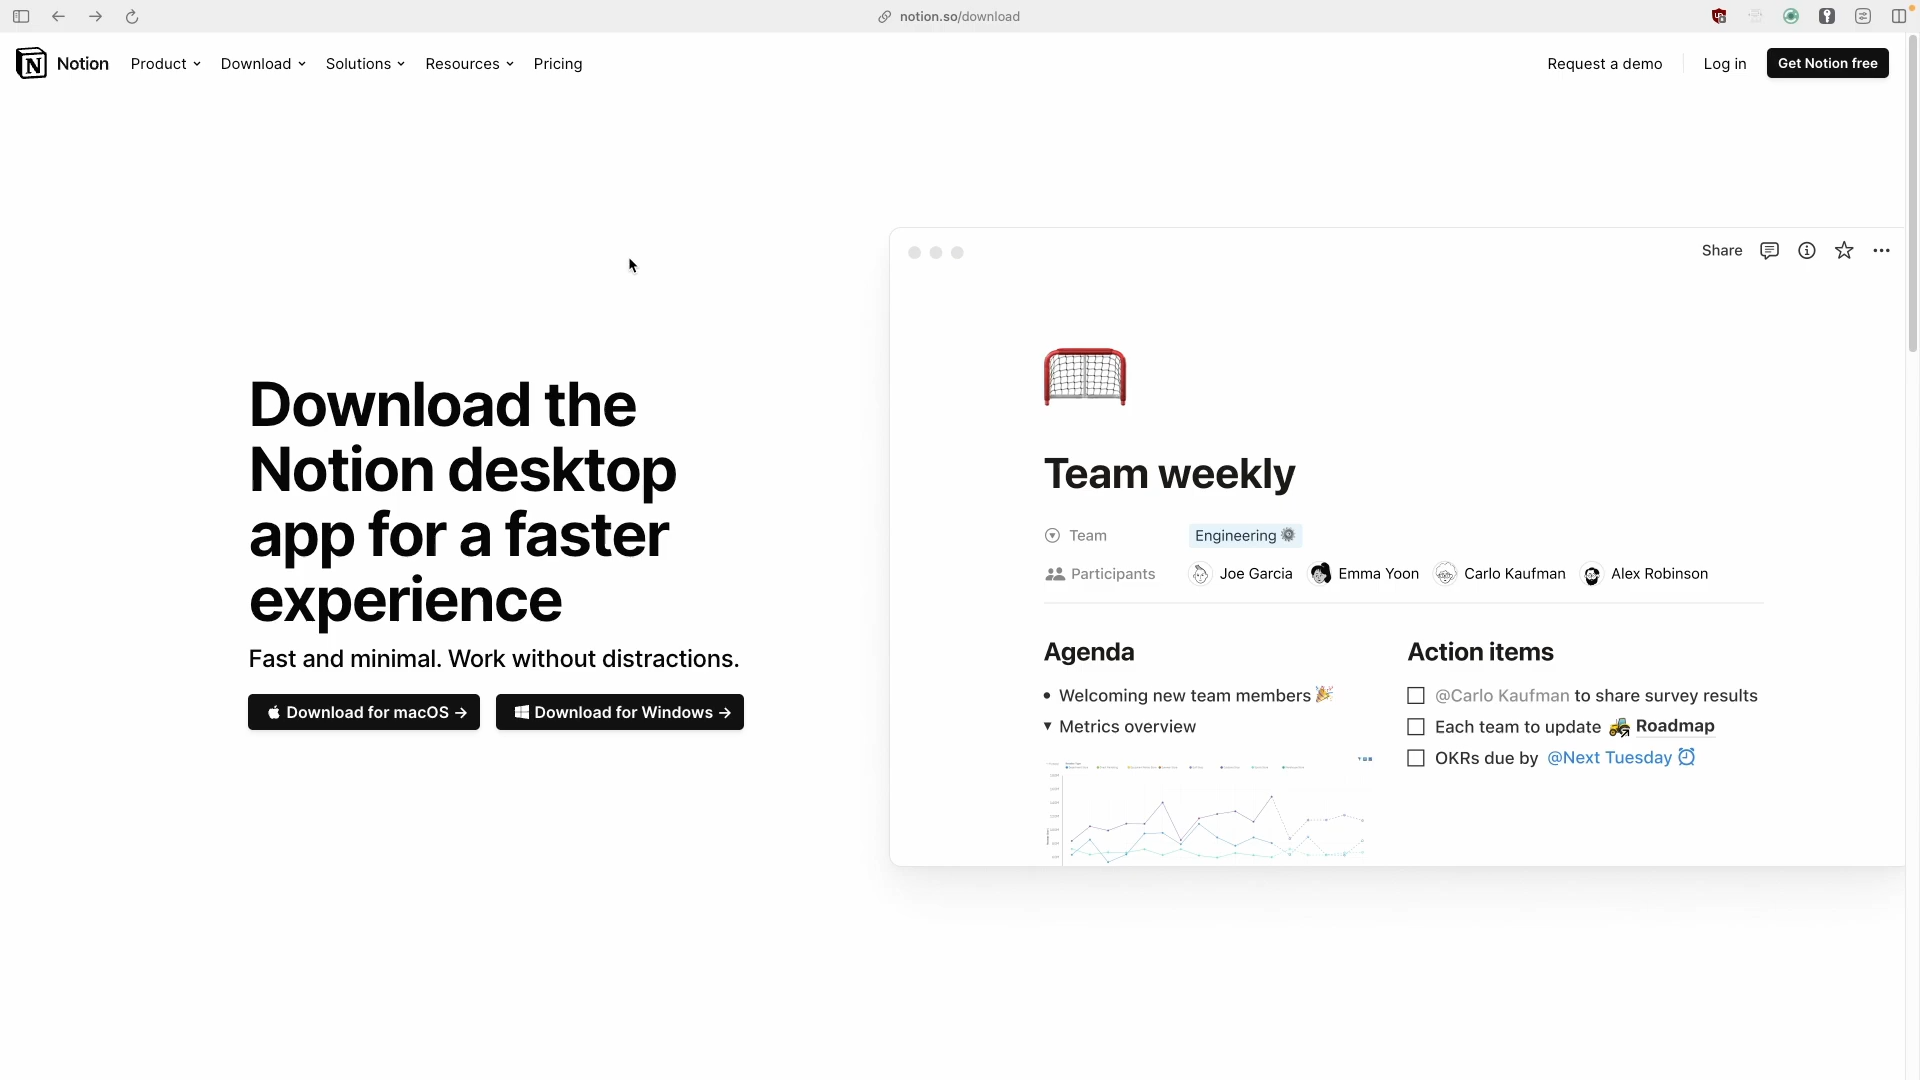 notion.so/download
Notion Product Download Solutions Resources Pricing Request a demo Log in Get Notion free
Download the
Notion desktop
app for a faster
experience
Fast and minimal. Work without distractions.
Download for macOS → Download for Windows →
Share
Team weekly
Team Engineering
Participants Joe Garcia Emma Yoon Carlo Kaufman Alex Robinson
Agenda
• Welcoming new team members 🎉
▾ Metrics overview
Action items
@Carlo Kaufman to share survey results
Each team to update 🚜 Roadmap
OKRs due by @Next Tuesday ⏰